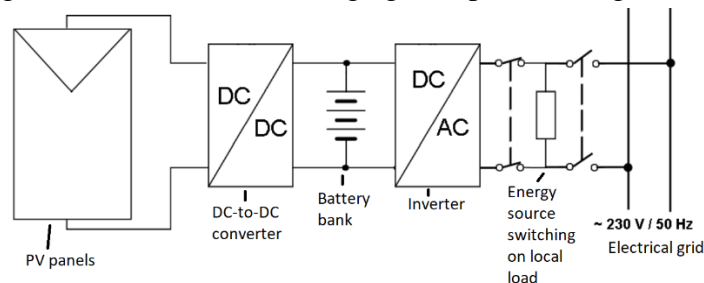 DC
DC
DC
AC
PV panels
DC-to-DC
converter
Battery
bank
Inverter
Energy
source
switching
on local
load
~ 230 V / 50 Hz
Electrical grid